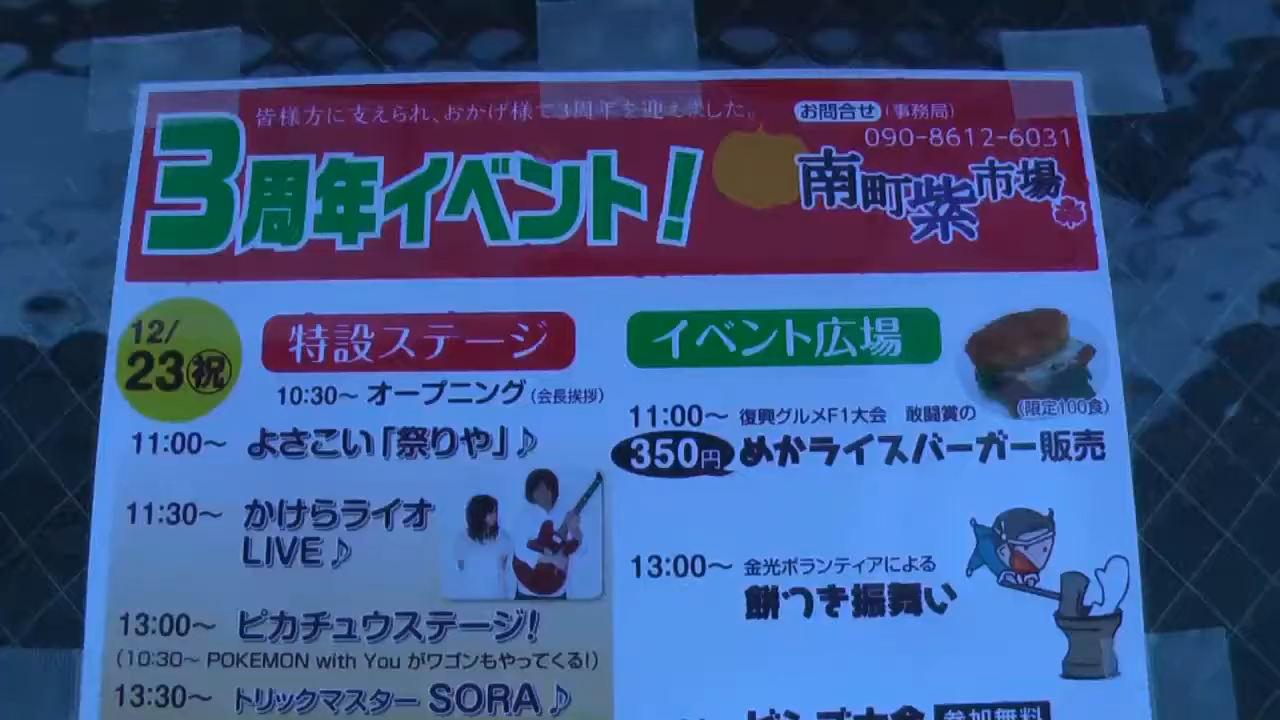 皆様方に支えられ、おかげ様で3周年を迎えました。
お問合せ(事務局)
090-8612-6031
3周年イベント!
南町紫市場
12/
23㊗
特設ステージ
10:30~ オープニング(会長挨拶)
11:00~ よさこい「祭りや」♪
11:30~ かけらライオ
LIVE♪
13:00~ ピカチュウステージ!
(10:30~ POKEMON with You がワゴンもやってくる!)
13:30~ トリックマスター SORA♪
イベント広場
(限定100食)
11:00~ 復興グルメF1大会 敢闘賞の
350円 めかライスバーガー販売
13:00~ 金光ボランティアによる
餅つき振舞い
ビンゴ大会 参加無料